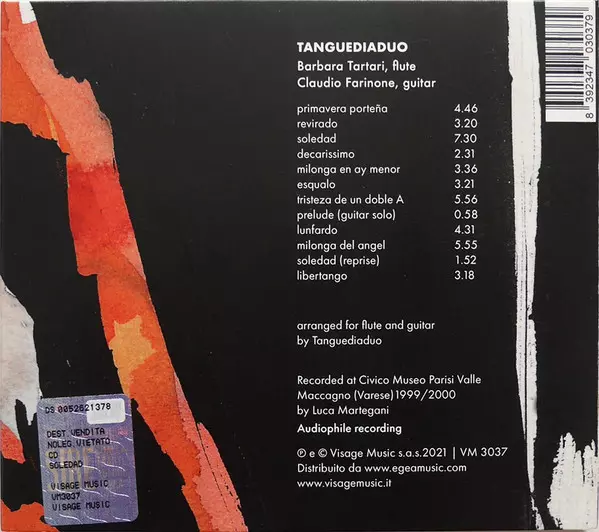 TANGUEDIADUO
Barbara Tartari, flute
Claudio Farinone, guitar
primavera porteña 4.46
revirado 3.20
soledad 7.30
decarissimo 2.31
milonga en ay menor 3.36
esqualo 3.21
tristeza de un doble A 5.56
prelude (guitar solo) 0.58
lunfardo 4.31
milonga del angel 5.55
soledad (reprise) 1.52
libertango 3.18
arranged for flute and guitar
by Tanguediaduo
Recorded at Civico Museo Parisi Valle
Maccagno (Varese)1999/2000
by Luca Martegani
Audiophile recording
℗ e © Visage Music s.a.s.2021 | VM 3037
Distribuito da www.egeamusic.com
www.visagemusic.it
8 392347 030379
DS 0052621378
DEST.VENDITA
NOLEG.VIETATO
CD
SOLEDAD
VISAGE MUSIC
VM3037
VISAGE MUSIC